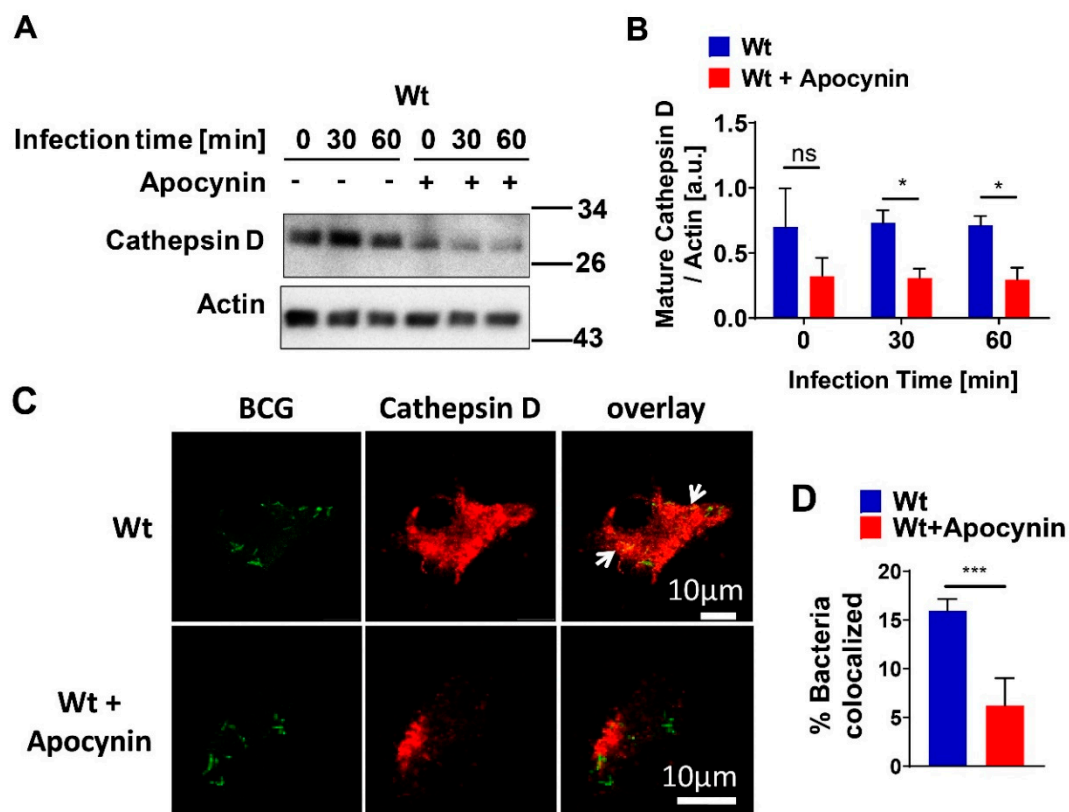 A
Wt
Infection time [min] 0 30 60 0 30 60
Apocynin - - - + + +
34
Cathepsin D
26
Actin
43
B
Wt
Wt + Apocynin
Mature Cathepsin D
/ Actin [a.u.]
1.5
1.0
0.5
0.0
ns
*
*
0 30 60
Infection Time [min]
C
BCG Cathepsin D overlay
Wt
10µm
Wt +
Apocynin
10µm
D
Wt
Wt+Apocynin
% Bacteria
colocalized
20
15
10
5
0
***